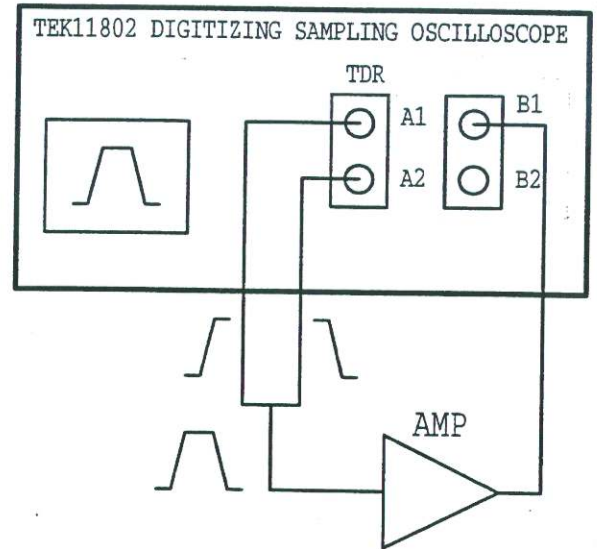 TEK11802 DIGITIZING SAMPLING OSCILLOSCOPE
TDR
A1
B1
A2
B2
AMP